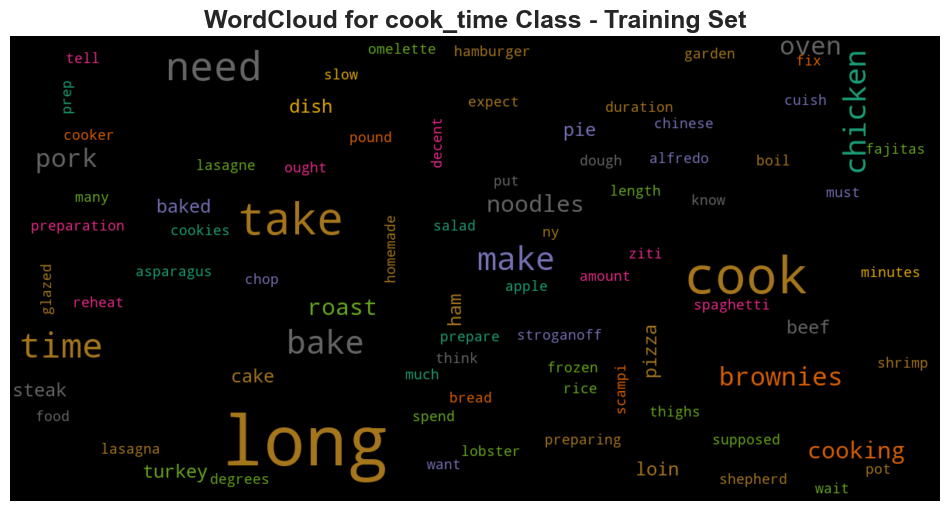 WordCloud for cook_time Class - Training Set
tell
need
omelette
hamburger
garden
oven
fix
slow
prep
dish
expect
duration
cuish
chicken
cooker
pound
decent
pie
chinese
fajitas
pork
lasagne
ought
dough
alfredo
boil
many
baked
put
noodles
length
know
must
preparation
cookies
take
homemade
salad
ny
make
ziti
cook
minutes
asparagus
chop
apple
amount
spaghetti
glazed
reheat
roast
ham
beef
time
bake
prepare
stroganoff
pizza
think
shrimp
steak
cake
much
frozen
rice
scampi
brownies
food
bread
spend
thighs
long
lasagna
preparing
supposed
cooking
turkey
degrees
want
lobster
loin
shepherd
pot
wait